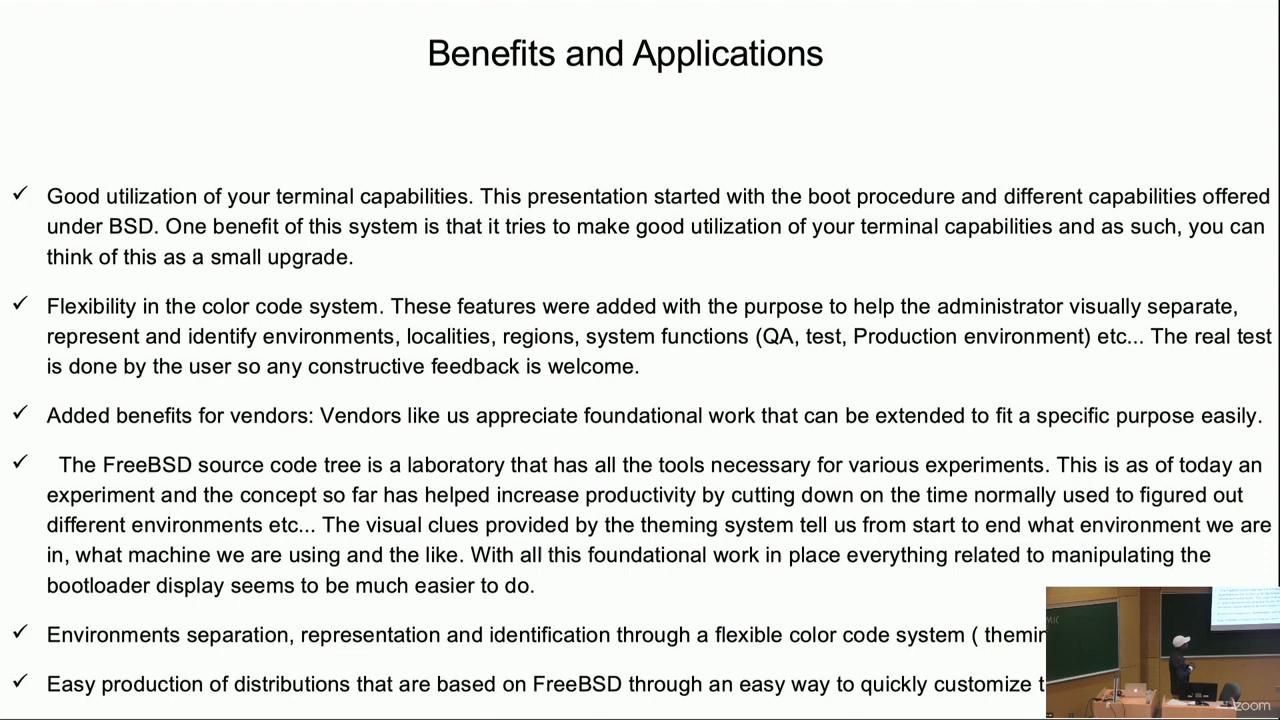 Benefits and Applications
✓ Good utilization of your terminal capabilities. This presentation started with the boot procedure and different capabilities offered
under BSD. One benefit of this system is that it tries to make good utilization of your terminal capabilities and as such, you can
think of this as a small upgrade.
✓ Flexibility in the color code system. These features were added with the purpose to help the administrator visually separate,
represent and identify environments, localities, regions, system functions (QA, test, Production environment) etc... The real test
is done by the user so any constructive feedback is welcome.
✓ Added benefits for vendors: Vendors like us appreciate foundational work that can be extended to fit a specific purpose easily.
✓ The FreeBSD source code tree is a laboratory that has all the tools necessary for various experiments. This is as of today an
experiment and the concept so far has helped increase productivity by cutting down on the time normally used to figured out
different environments etc... The visual clues provided by the theming system tell us from start to end what environment we are
in, what machine we are using and the like. With all this foundational work in place everything related to manipulating the
bootloader display seems to be much easier to do.
✓ Environments separation, representation and identification through a flexible color code system ( themin
✓ Easy production of distributions that are based on FreeBSD through an easy way to quickly customize t
zoom